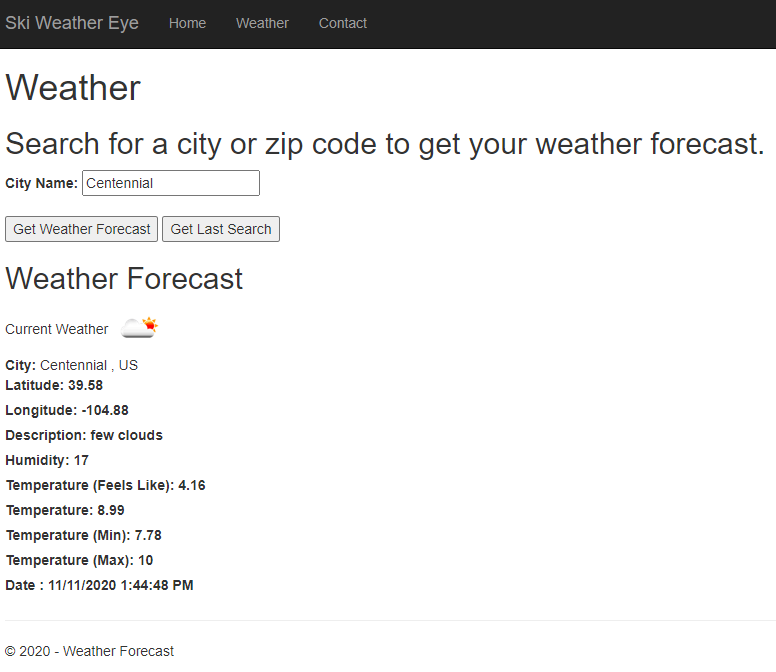 Ski Weather Eye Home Weather Contact
Weather
Search for a city or zip code to get your weather forecast.
City Name: Centennial
Get Weather Forecast Get Last Search
Weather Forecast
Current Weather
City: Centennial , US
Latitude: 39.58
Longitude: -104.88
Description: few clouds
Humidity: 17
Temperature (Feels Like): 4.16
Temperature: 8.99
Temperature (Min): 7.78
Temperature (Max): 10
Date : 11/11/2020 1:44:48 PM
© 2020 - Weather Forecast